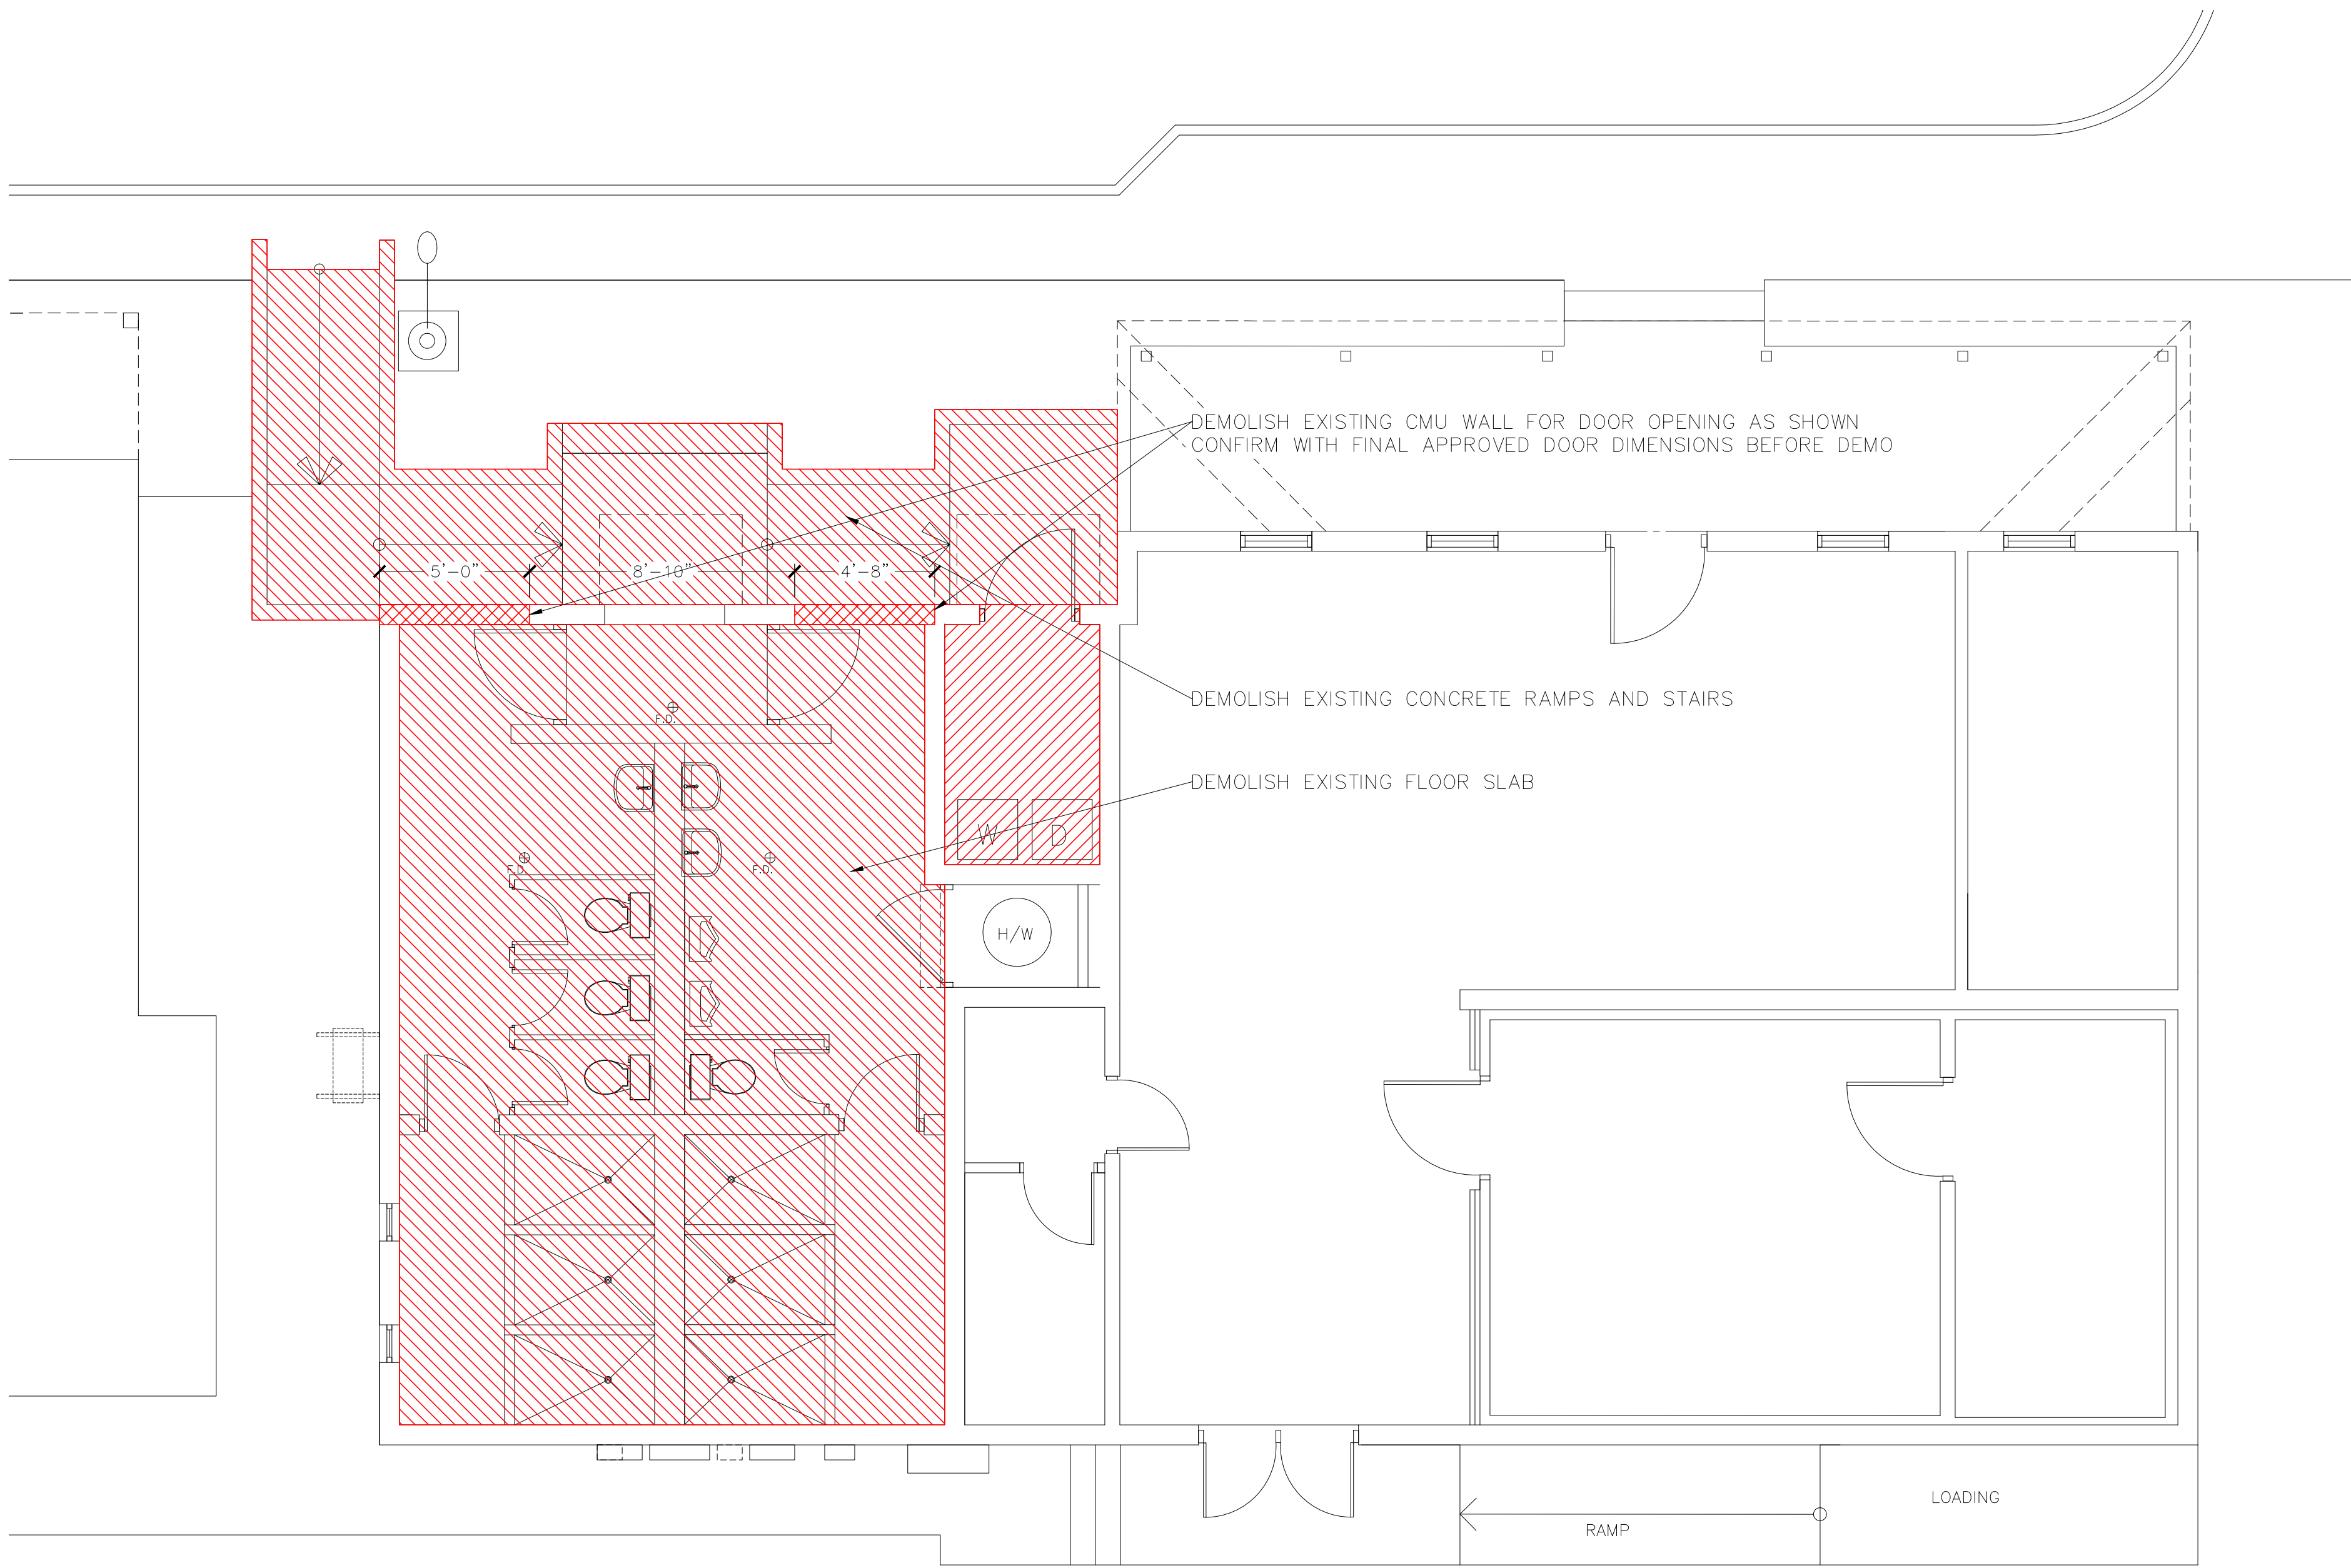 DEMOLISH EXISTING CMU WALL FOR DOOR OPENING AS SHOWN
CONFIRM WITH FINAL APPROVED DOOR DIMENSIONS BEFORE DEMO
5'-0"
8'-10"
4'-8"
DEMOLISH EXISTING CONCRETE RAMPS AND STAIRS
F.D.
DEMOLISH EXISTING FLOOR SLAB
W
D
F.D.
F.D.
H/W
LOADING
RAMP